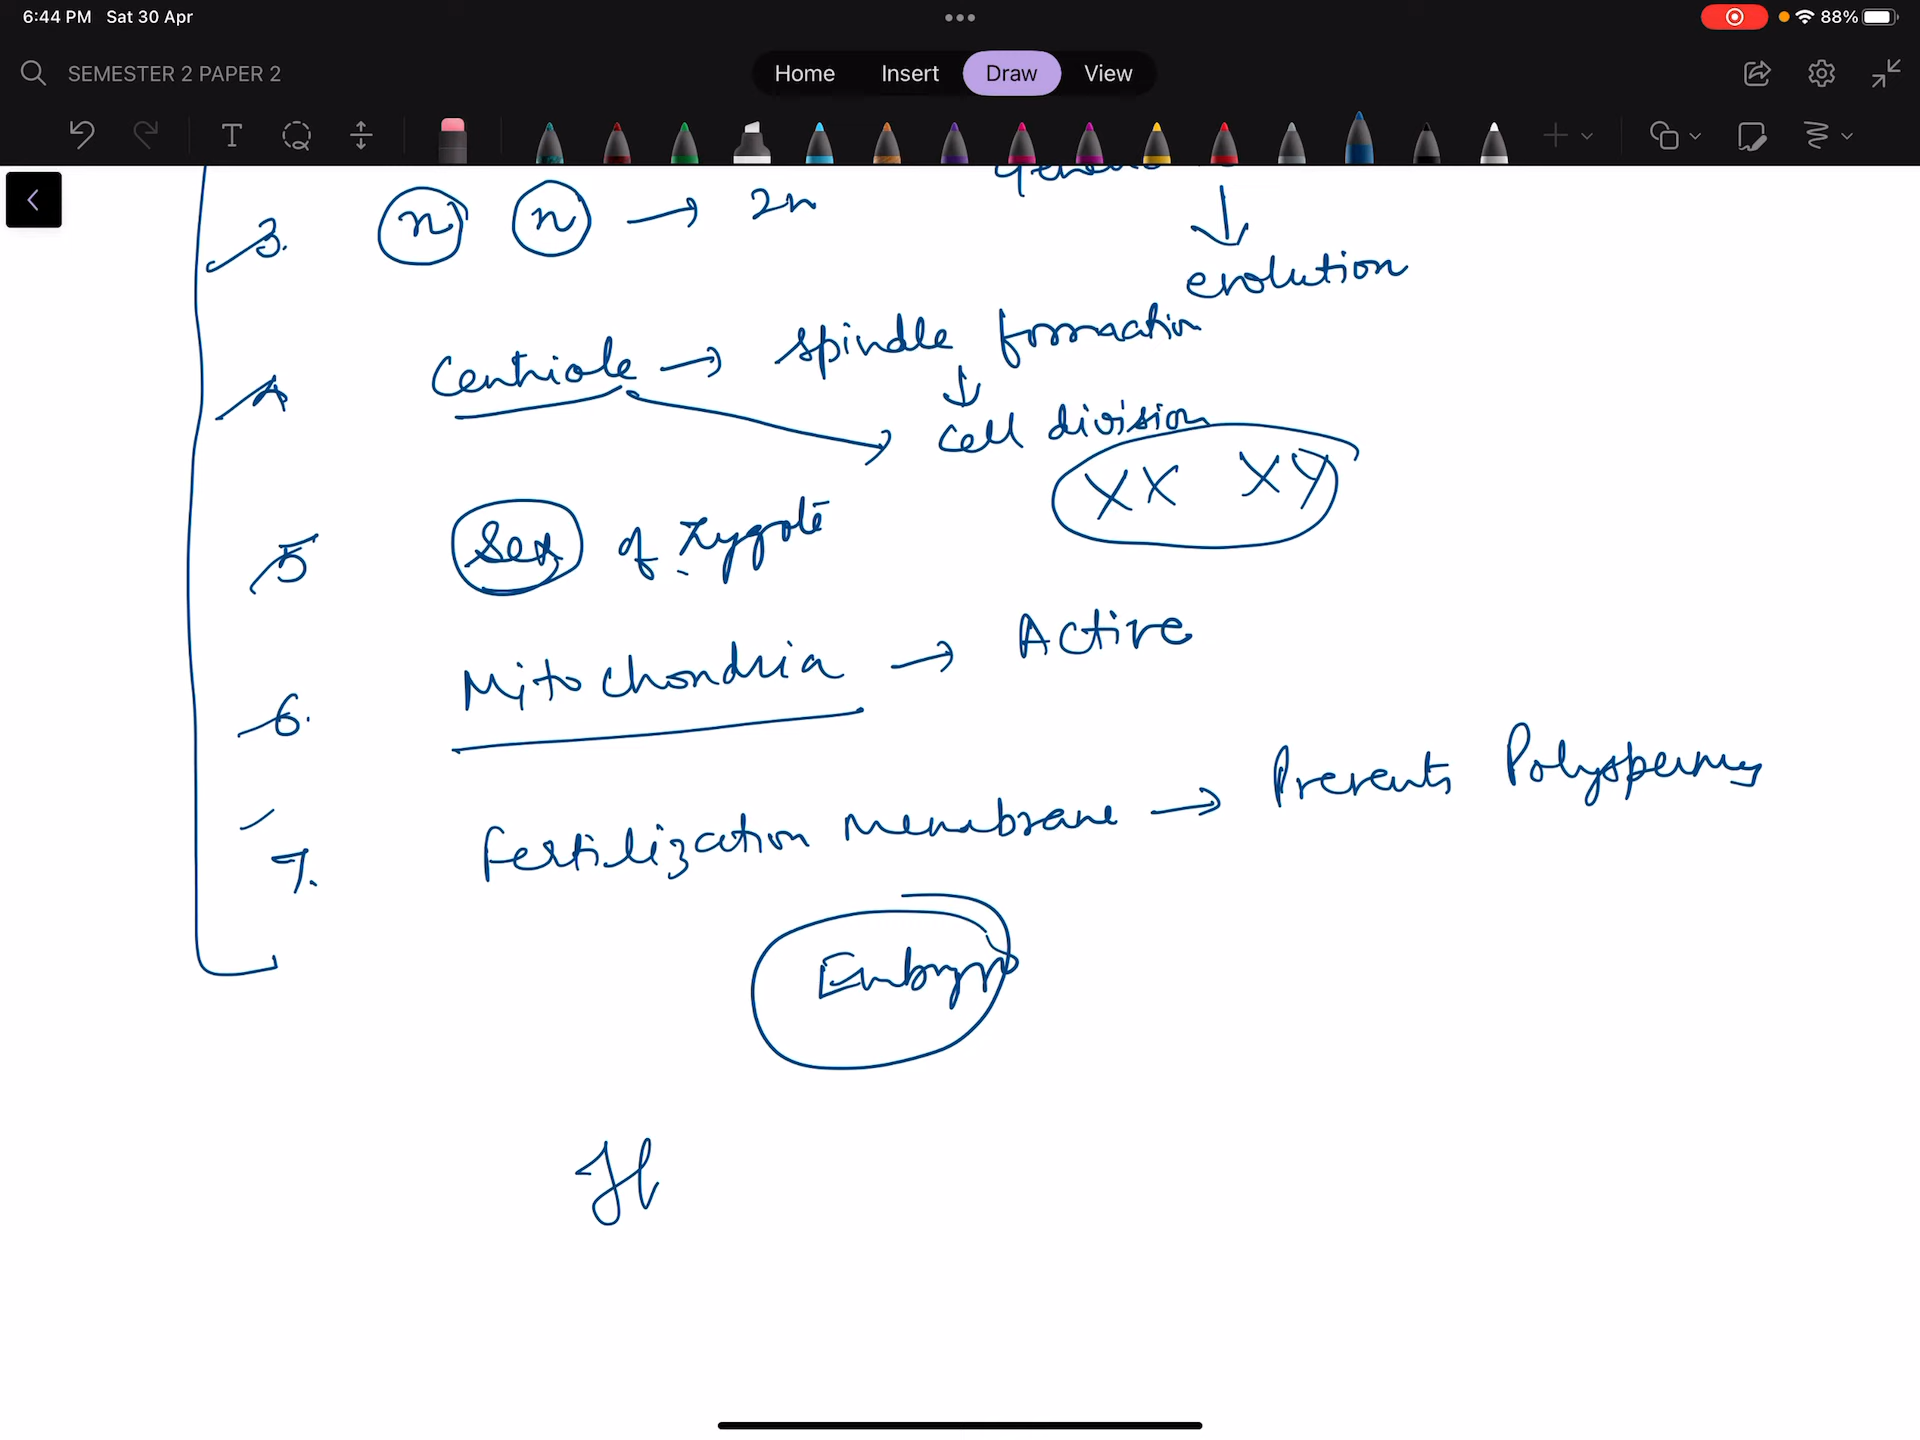 6:44 PM Sat 30 Apr
88%
SEMESTER 2 PAPER 2
Home Insert Draw View
T
3. n n → 2n
↓
evolution
4 Centriole → spindle formation
↓
cell division
XX XY
5 Sex of zygote
6. Mitochondria → Active
7. Fertilization Membrane → Prevents Polyspermy
Embryo